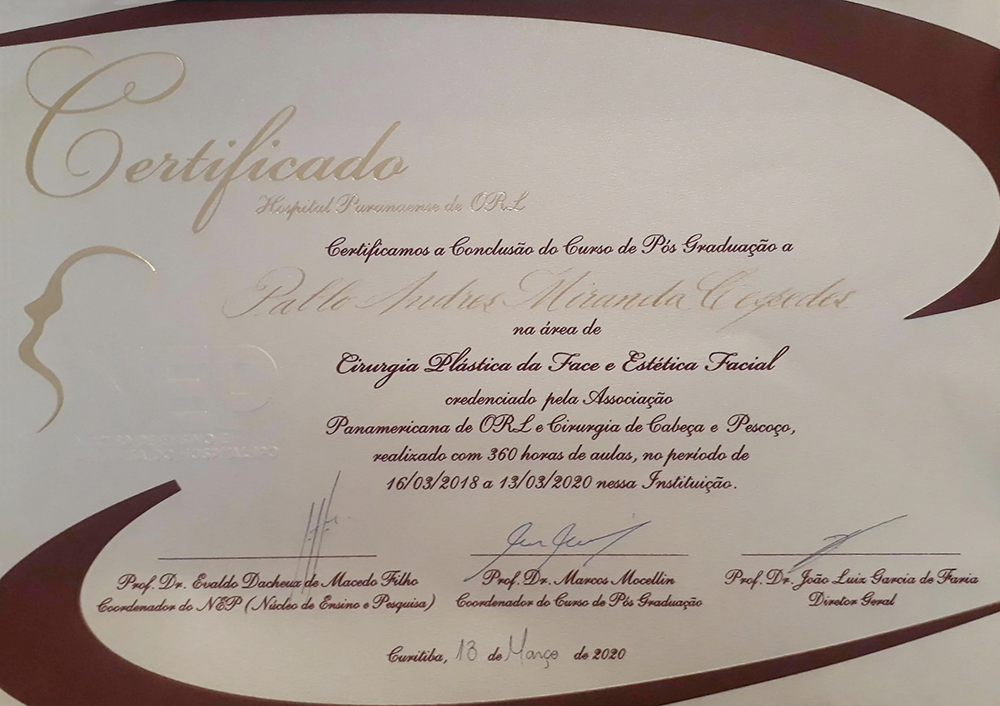 Certificado
Hospital Paranaense de ORL
Certificamos a Conclusão do Curso de Pós Graduação a
Pablo Andres Miranda Cespedes
na área de
Cirurgia Plástica da Face e Estética Facial
credenciado pela Associação
Panamericana de ORL e Cirurgia de Cabeça e Pescoço,
realizado com 360 horas de aulas, no período de
16/03/2018 a 13/03/2020 nessa Instituição.
Prof. Dr. Evaldo Dacheux de Macedo Filho
Coordenador do NEP (Núcleo de Ensino e Pesquisa)
Prof. Dr. Marcos Mocellin
Coordenador do Curso de Pós Graduação
Prof. Dr. João Luiz Garcia de Faria
Diretor Geral
Curitiba, 13 de Março de 2020